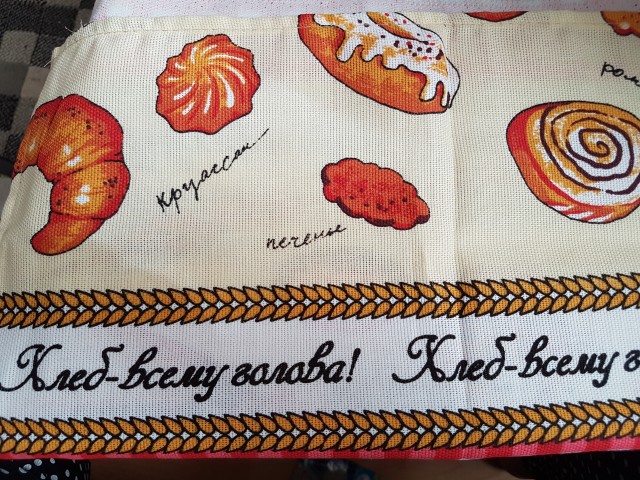 круассан
печенье
Хлеб-всему голова! Хлеб-всему г